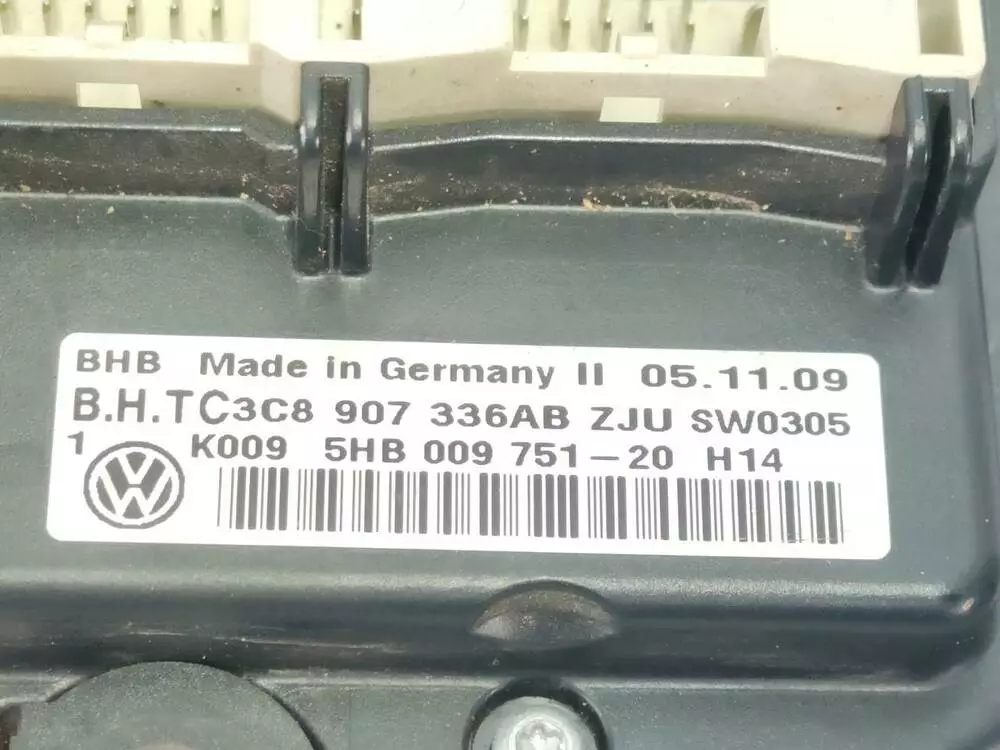 BHB Made in Germany II 05.11.09
B.H.TC3C8 907 336AB ZJU SW0305
1 K009 5HB 009 751-20 H14